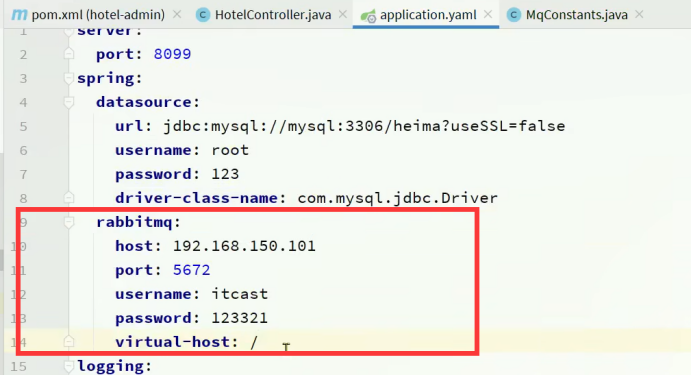 pom.xml (hotel-admin) HotelController.java application.yaml MqConstants.java
1 server:
2 port: 8099
3 spring:
4 datasource:
5 url: jdbc:mysql://mysql:3306/heima?useSSL=false
6 username: root
7 password: 123
8 driver-class-name: com.mysql.jdbc.Driver
9 rabbitmq:
10 host: 192.168.150.101
11 port: 5672
12 username: itcast
13 password: 123321
14 virtual-host: /
15 logging: